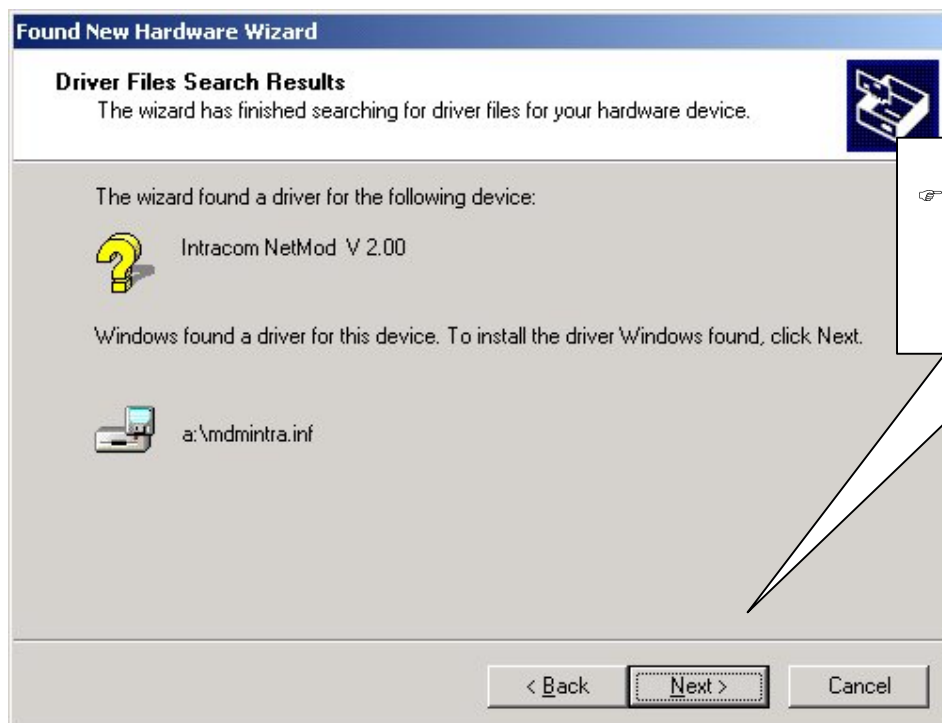 Found New Hardware Wizard
Driver Files Search Results
The wizard has finished searching for driver files for your hardware device.
The wizard found a driver for the following device:
Intracom NetMod V 2.00
Windows found a driver for this device. To install the driver Windows found, click Next.
a:\mdmintra.inf
< Back
Next >
Cancel